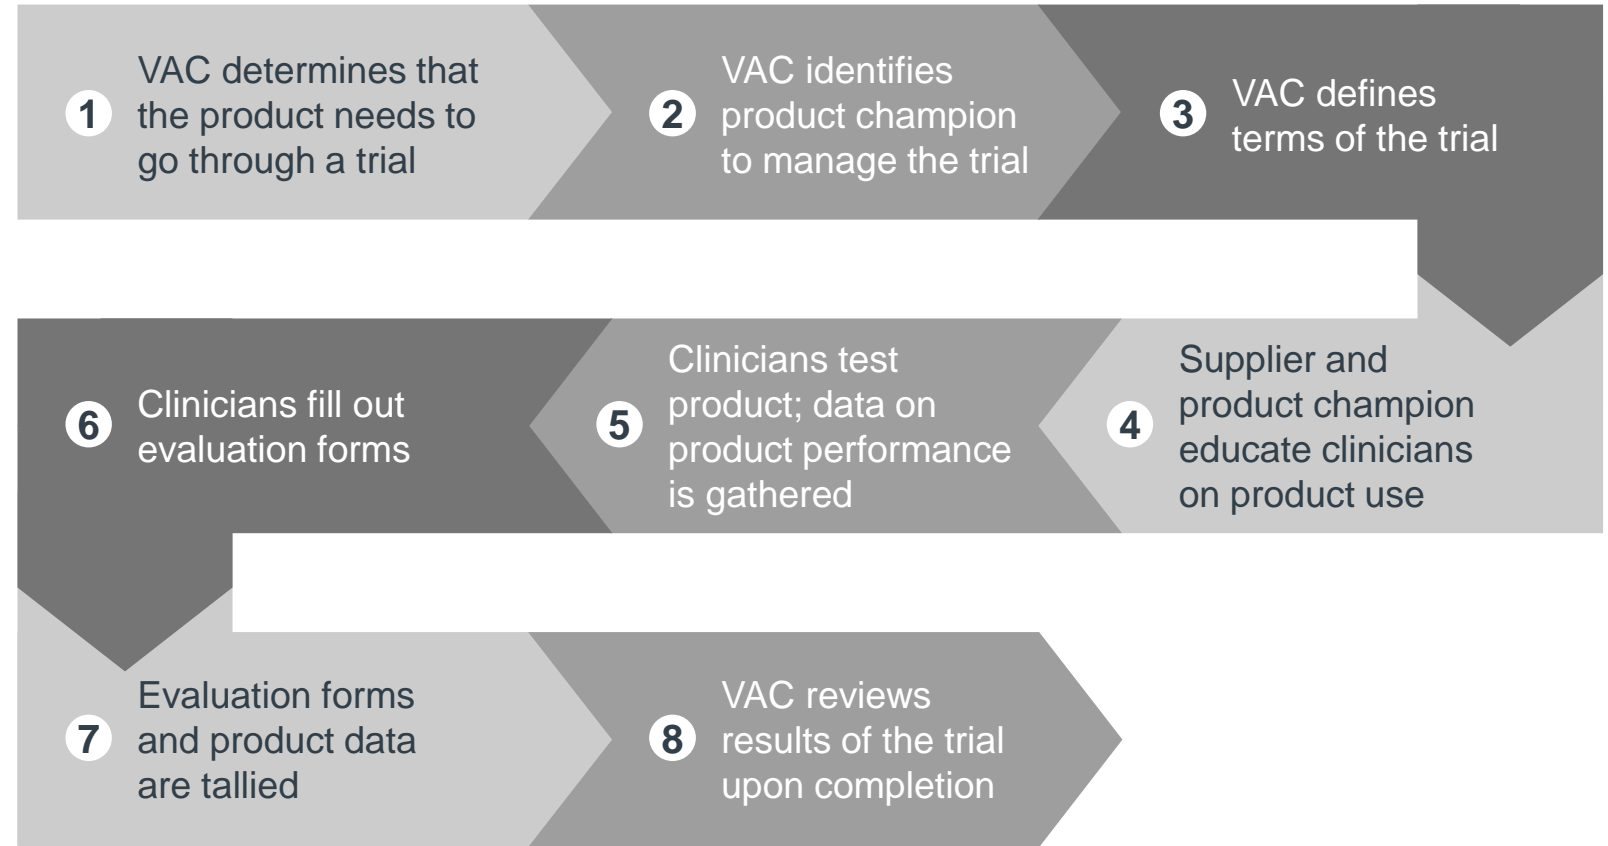 1
VAC determines that
the product needs to
go through a trial
2
VAC identifies
product champion
to manage the trial
3
VAC defines
terms of the trial
4
Supplier and
product champion
educate clinicians
on product use
5
Clinicians test
product; data on
product performance
is gathered
6
Clinicians fill out
evaluation forms
7
Evaluation forms
and product data
are tallied
8
VAC reviews
results of the trial
upon completion